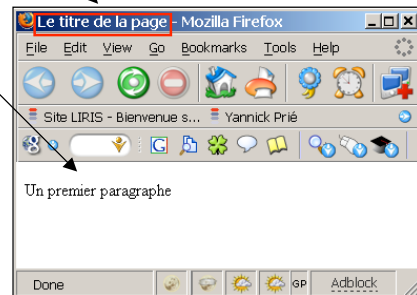 Le titre de la page - Mozilla Firefox
File Edit View Go Bookmarks Tools Help
Site LIRIS - Bienvenue s... Yannick Prié
G
Un premier paragraphe
Done GP Adblock